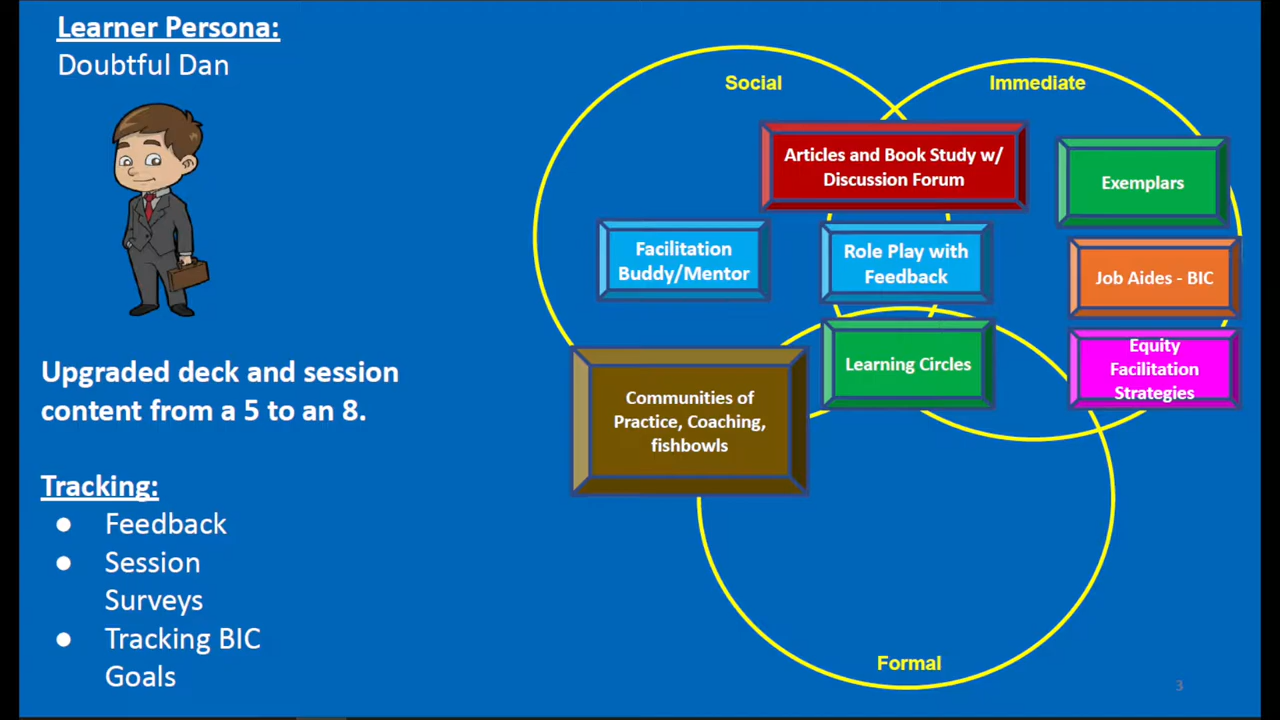 Learner Persona:
Doubtful Dan
Upgraded deck and session
content from a 5 to an 8.
Tracking:
● Feedback
● Session
Surveys
● Tracking BIC
Goals
Social
Immediate
Articles and Book Study w/
Discussion Forum
Exemplars
Facilitation
Buddy/Mentor
Role Play with
Feedback
Job Aides - BIC
Learning Circles
Equity
Facilitation
Strategies
Communities of
Practice, Coaching,
fishbowls
Formal
3